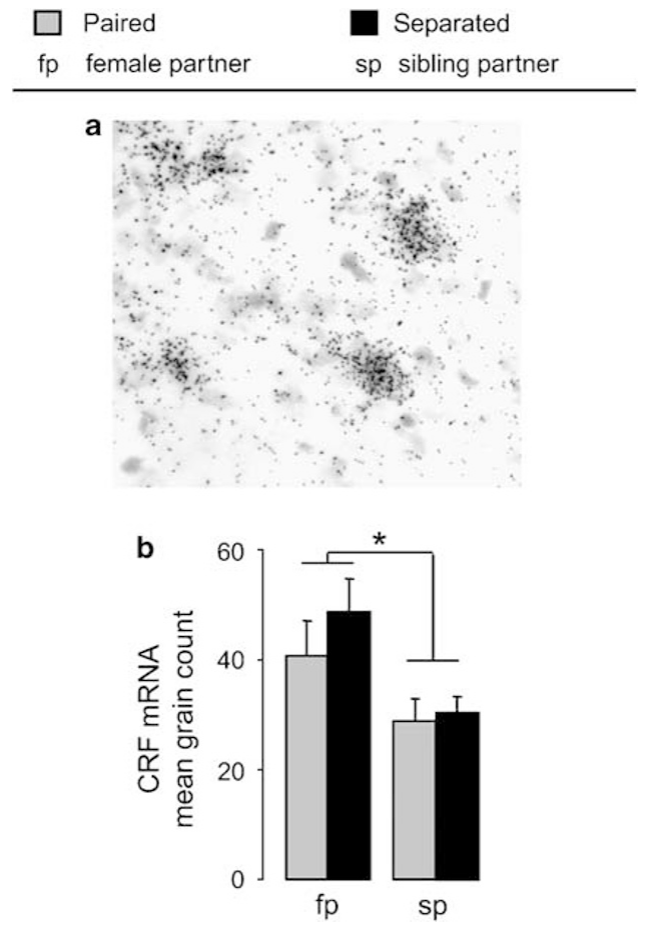 Paired Separated
fp female partner sp sibling partner
a
b
*
60
40
20
0
CRF mRNA
mean grain count
fp sp